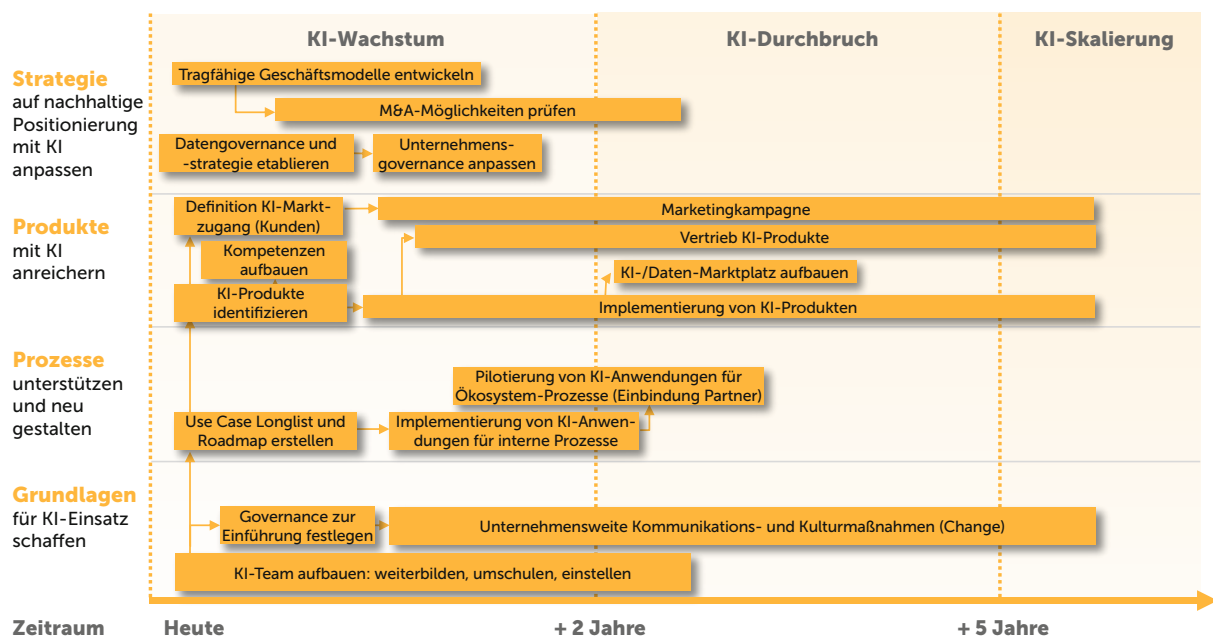 KI-Wachstum
KI-Durchbruch
KI-Skalierung
Strategie
auf nachhaltige
Positionierung
mit KI
anpassen
Tragfähige Geschäftsmodelle entwickeln
M&A-Möglichkeiten prüfen
Datengovernance und
-strategie etablieren
Unternehmens-
governance anpassen
Produkte
mit KI
anreichern
Definition KI-Markt-
zugang (Kunden)
Marketingkampagne
Vertrieb KI-Produkte
Kompetenzen
aufbauen
KI-/Daten-Marktplatz aufbauen
KI-Produkte
identifizieren
Implementierung von KI-Produkten
Prozesse
unterstützen
und neu
gestalten
Pilotierung von KI-Anwendungen für
Ökosystem-Prozesse (Einbindung Partner)
Use Case Longlist und
Roadmap erstellen
Implementierung von KI-Anwen-
dungen für interne Prozesse
Grundlagen
für KI-Einsatz
schaffen
Governance zur
Einführung festlegen
Unternehmensweite Kommunikations- und Kulturmaßnahmen (Change)
KI-Team aufbauen: weiterbilden, umschulen, einstellen
Zeitraum
Heute
+ 2 Jahre
+ 5 Jahre